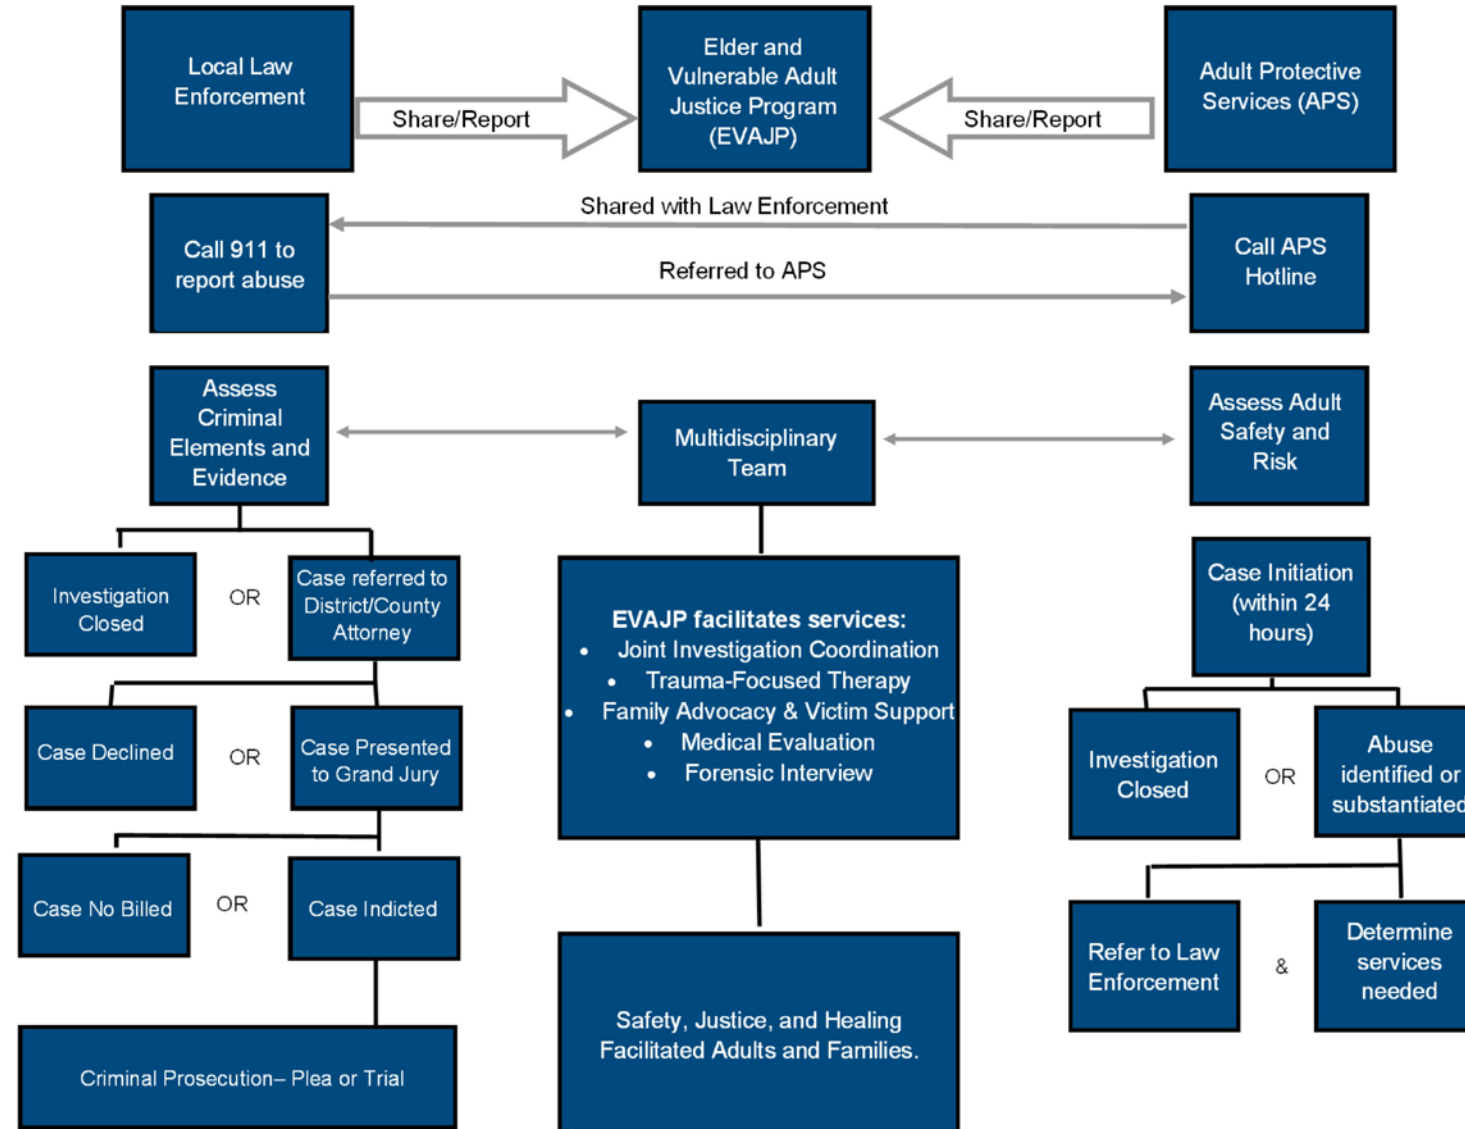 Local Law
Enforcement
Share/Report
Elder and
Vulnerable Adult
Justice Program
(EVAJP)
Share/Report
Adult Protective
Services (APS)
Call 911 to
report abuse
Shared with Law Enforcement
Referred to APS
Call APS
Hotline
Assess
Criminal
Elements and
Evidence
Multidisciplinary
Team
Assess Adult
Safety and
Risk
Investigation
Closed
OR
Case referred to
District/County
Attorney
Case Declined
OR
Case Presented
to Grand Jury
Case No Billed
OR
Case Indicted
Criminal Prosecution– Plea or Trial
EVAJP facilitates services:
• Joint Investigation Coordination
• Trauma-Focused Therapy
• Family Advocacy & Victim Support
• Medical Evaluation
• Forensic Interview
Safety, Justice, and Healing
Facilitated Adults and Families.
Case Initiation
(within 24
hours)
Investigation
Closed
OR
Abuse
identified or
substantiated
Refer to Law
Enforcement
&
Determine
services
needed